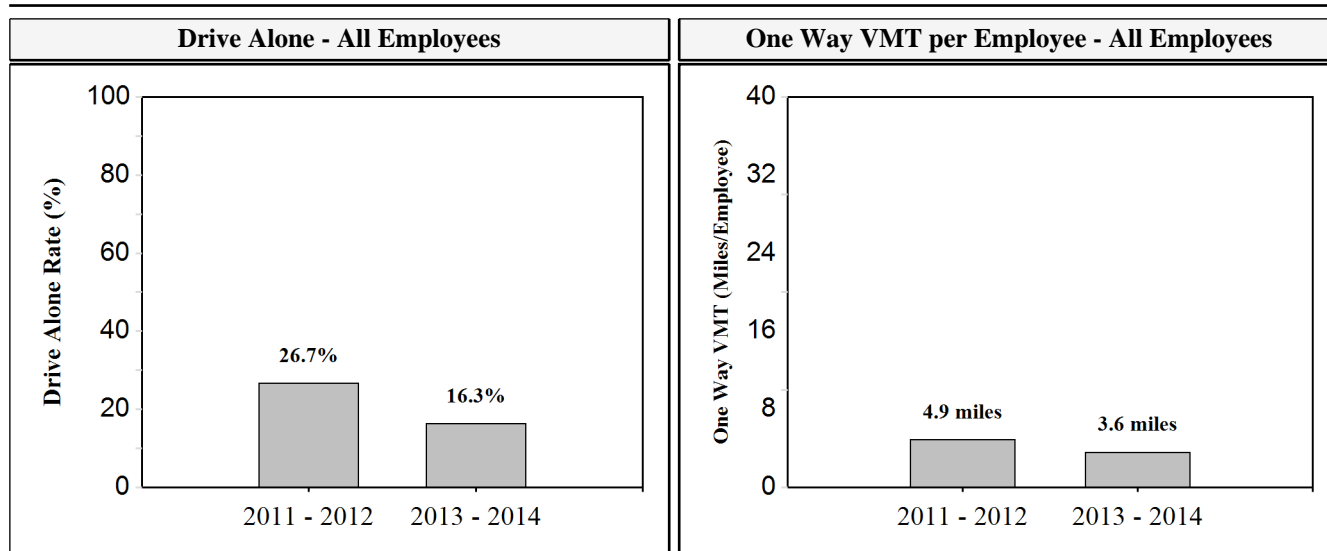 Drive Alone - All Employees
Drive Alone Rate (%)
100
80
60
40
20
0
26.7%
16.3%
2011 - 2012
2013 - 2014
One Way VMT per Employee - All Employees
One Way VMT (Miles/Employee)
40
32
24
16
8
0
4.9 miles
3.6 miles
2011 - 2012
2013 - 2014